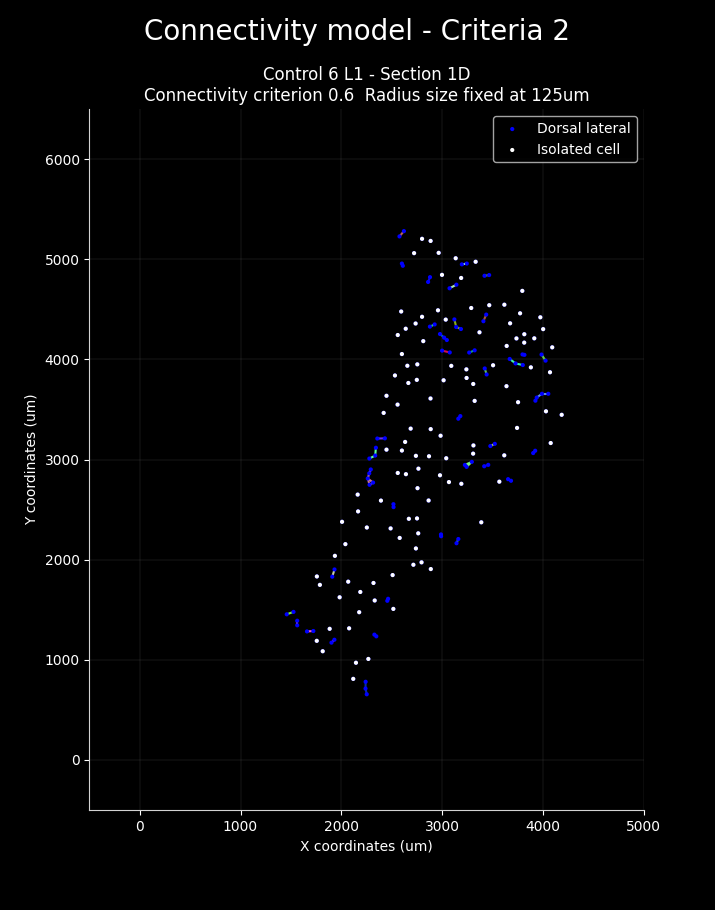 Connectivity model - Criteria 2
Control 6 L1 - Section 1D
Connectivity criterion 0.6  Radius size fixed at 125um
Dorsal lateral
Isolated cell
6000
5000
4000
3000
2000
1000
0
Y coordinates (um)
0 1000 2000 3000 4000 5000
X coordinates (um)